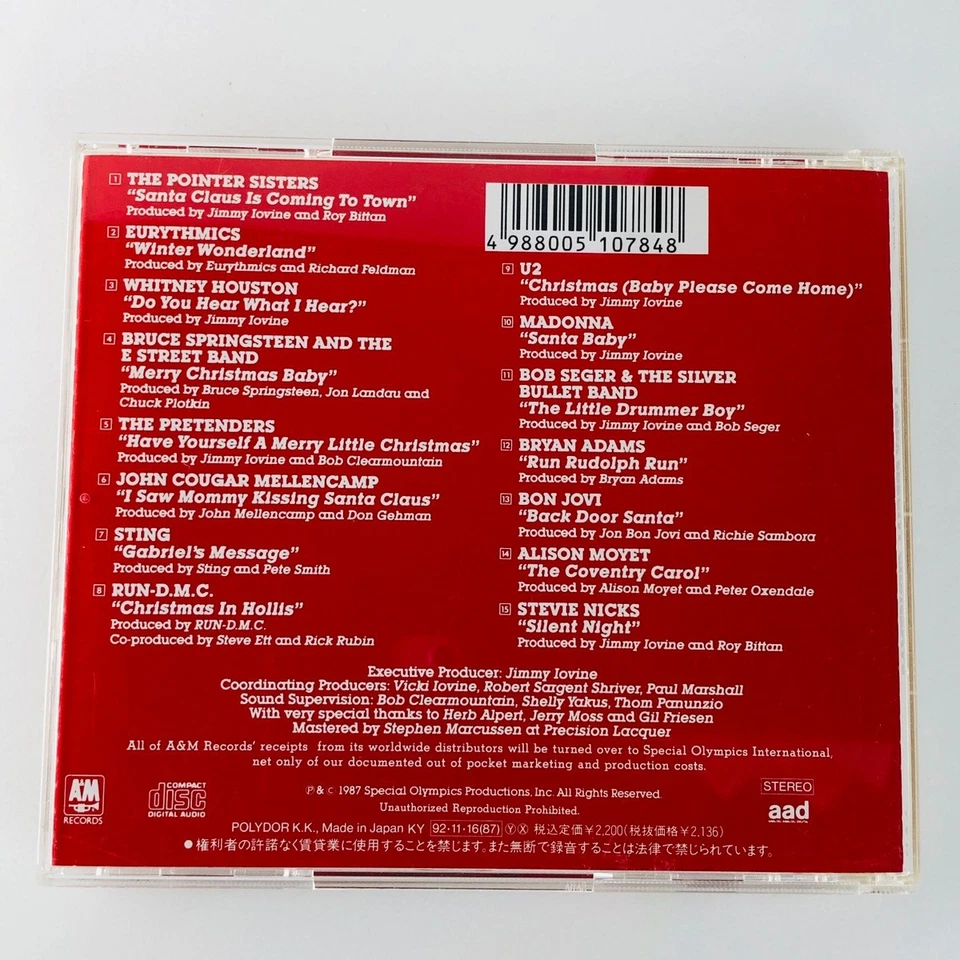 1 THE POINTER SISTERS
“Santa Claus Is Coming To Town”
Produced by Jimmy Iovine and Roy Bittan
2 EURYTHMICS
“Winter Wonderland”
Produced by Eurythmics and Richard Feldman
3 WHITNEY HOUSTON
“Do You Hear What I Hear?”
Produced by Jimmy Iovine
4 BRUCE SPRINGSTEEN AND THE
E STREET BAND
“Merry Christmas Baby”
Produced by Bruce Springsteen, Jon Landau and
Chuck Plotkin
5 THE PRETENDERS
“Have Yourself A Merry Little Christmas”
Produced by Jimmy Iovine and Bob Clearmountain
6 JOHN COUGAR MELLENCAMP
“I Saw Mommy Kissing Santa Claus”
Produced by John Mellencamp and Don Gehman
7 STING
“Gabriel's Message”
Produced by Sting and Pete Smith
8 RUN-D.M.C.
“Christmas In Hollis”
Produced by RUN-D.M.C.
Co-produced by Steve Ett and Rick Rubin
4 988005 107848
9 U2
“Christmas (Baby Please Come Home)”
Produced by Jimmy Iovine
10 MADONNA
“Santa Baby”
Produced by Jimmy Iovine
11 BOB SEGER & THE SILVER
BULLET BAND
“The Little Drummer Boy”
Produced by Jimmy Iovine and Bob Seger
12 BRYAN ADAMS
“Run Rudolph Run”
Produced by Bryan Adams
13 BON JOVI
“Back Door Santa”
Produced by Jon Bon Jovi and Richie Sambora
14 ALISON MOYET
“The Coventry Carol”
Produced by Alison Moyet and Peter Oxendale
15 STEVIE NICKS
“Silent Night”
Produced by Jimmy Iovine and Roy Bittan
Executive Producer: Jimmy Iovine
Coordinating Producers: Vicki Iovine, Robert Sargent Shriver, Paul Marshall
Sound Supervision: Bob Clearmountain, Shelly Yakus, Thom Panunzio
With very special thanks to Herb Alpert, Jerry Moss and Gil Friesen
Mastered by Stephen Marcussen at Precision Lacquer
All of A&M Records' receipts from its worldwide distributors will be turned over to Special Olympics International,
net only of our documented out of pocket marketing and production costs.
A&M
RECORDS
COMPACT
disc
DIGITAL AUDIO
Ⓟ & © 1987 Special Olympics Productions, Inc. All Rights Reserved.
Unauthorized Reproduction Prohibited.
STEREO
aad
POLYDOR K.K., Made in Japan KY 92·11·16(87) Ⓨ Ⓧ 税込定価￥2,200(税抜価格￥2,136)
●権利者の許諾なく賃貸業に使用することを禁じます。また無断で録音することは法律で禁じられています。